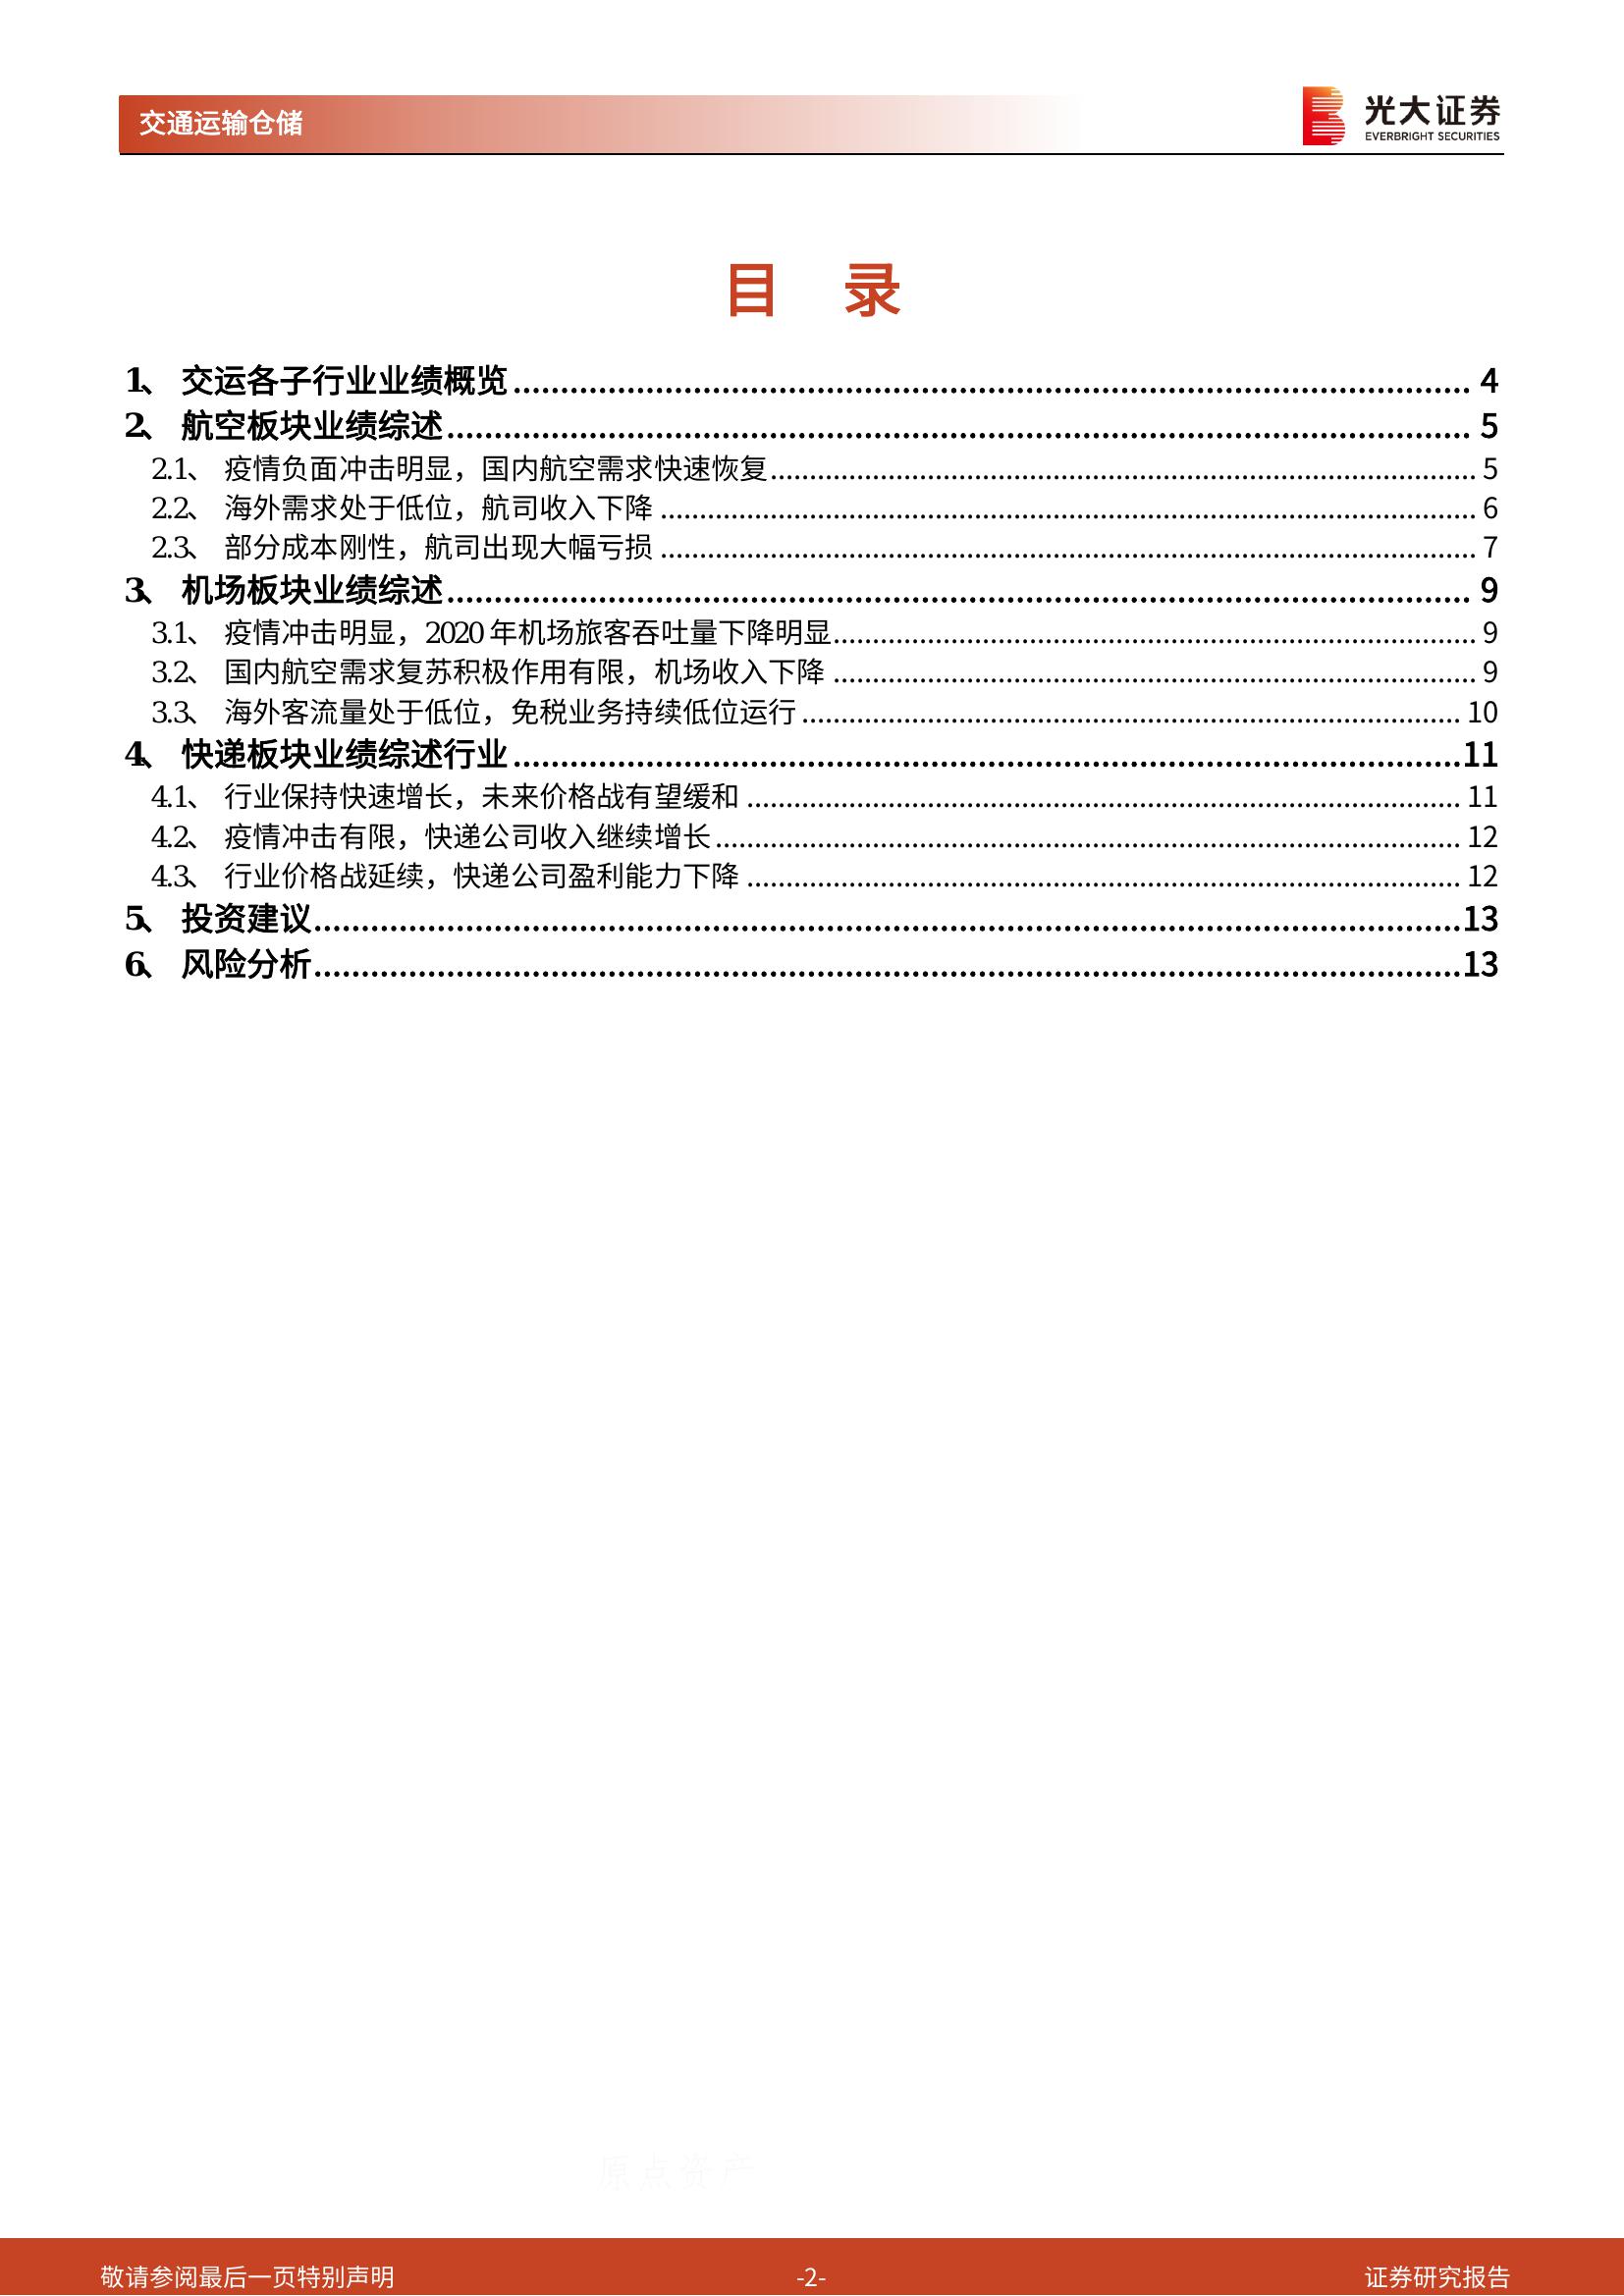 交通运输仓储
光大证券
EVERBRIGHT SECURITIES
目 录
1、 交运各子行业业绩概览 4
2、 航空板块业绩综述 5
2.1、 疫情负面冲击明显，国内航空需求快速恢复 5
2.2、 海外需求处于低位，航司收入下降 6
2.3、 部分成本刚性，航司出现大幅亏损 7
3、 机场板块业绩综述 9
3.1、 疫情冲击明显，2020 年机场旅客吞吐量下降明显 9
3.2、 国内航空需求复苏积极作用有限，机场收入下降 9
3.3、 海外客流量处于低位，免税业务持续低位运行 10
4、 快递板块业绩综述行业 11
4.1、 行业保持快速增长，未来价格战有望缓和 11
4.2、 疫情冲击有限，快递公司收入继续增长 12
4.3、 行业价格战延续，快递公司盈利能力下降 12
5、 投资建议 13
6、 风险分析 13
原点资产
敬请参阅最后一页特别声明 -2- 证券研究报告